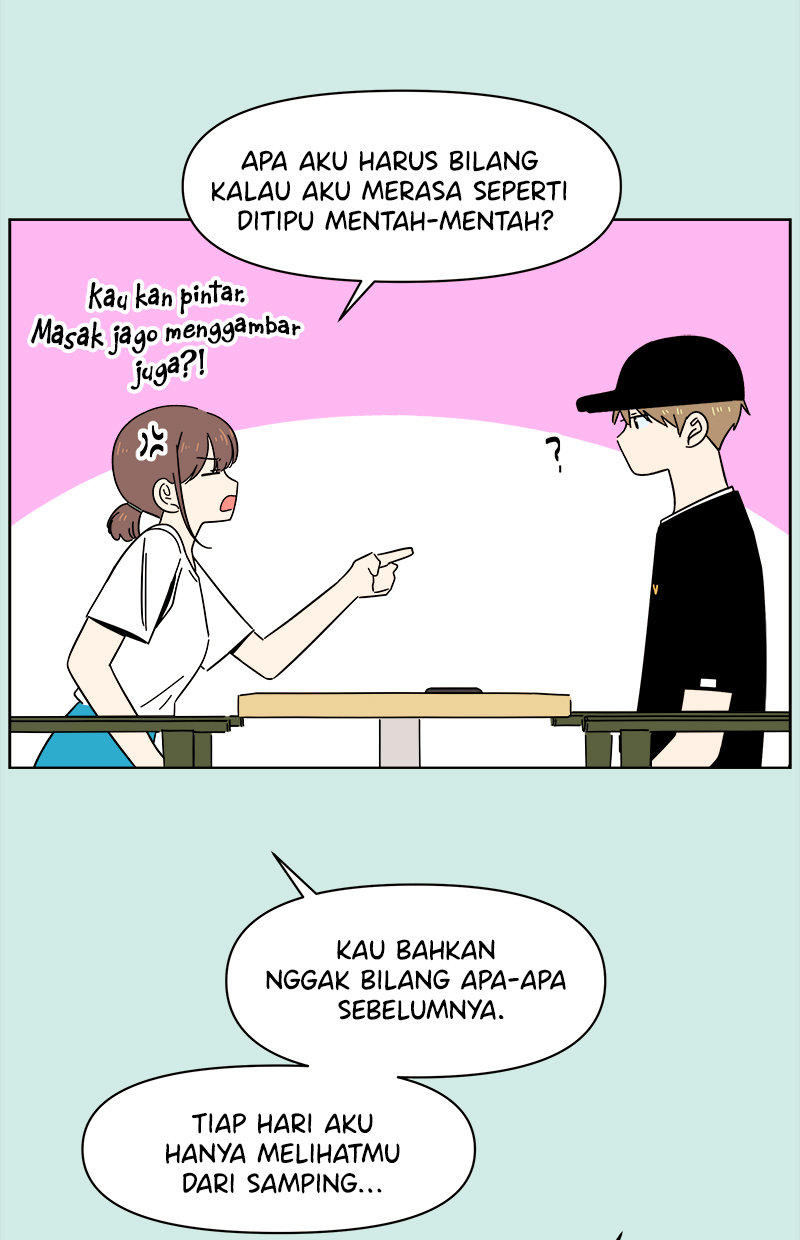 APA AKU HARUS BILANG
KALAU AKU MERASA SEPERTI
DITIPU MENTAH-MENTAH?
Kau kan pintar.
Masak jago menggambar
juga?!
?
KAU BAHKAN
NGGAK BILANG APA-APA
SEBELUMNYA.
TIAP HARI AKU
HANYA MELIHATMU
DARI SAMPING...